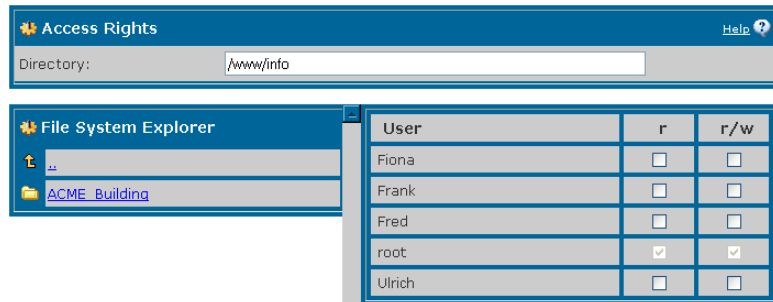 Access Rights Help
Directory: /www/info
File System Explorer
..
ACME_Building
User r r/w
Fiona
Frank
Fred
root
Ulrich